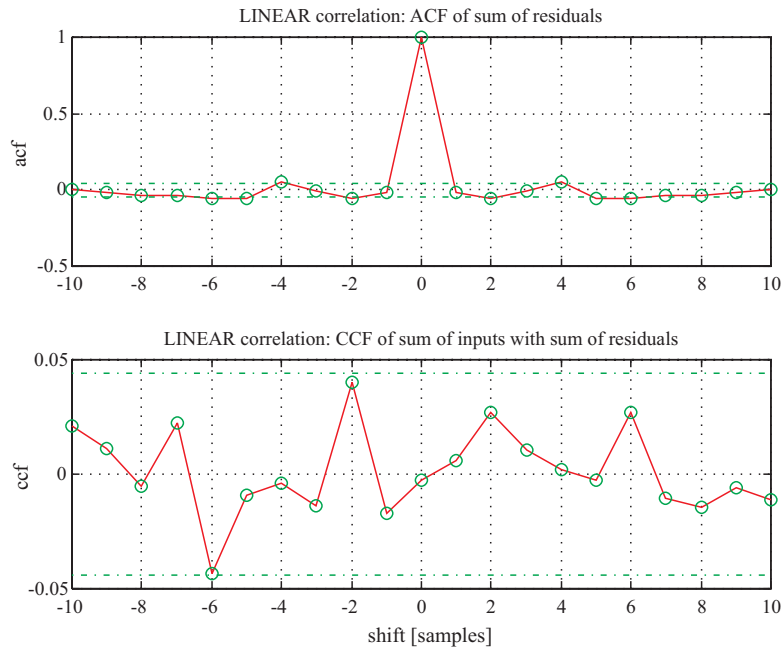 LINEAR correlation: ACF of sum of residuals
1
0.5
0
-0.5
acf
-10 -8 -6 -4 -2 0 2 4 6 8 10
LINEAR correlation: CCF of sum of inputs with sum of residuals
0.05
0
-0.05
ccf
-10 -8 -6 -4 -2 0 2 4 6 8 10
shift [samples]